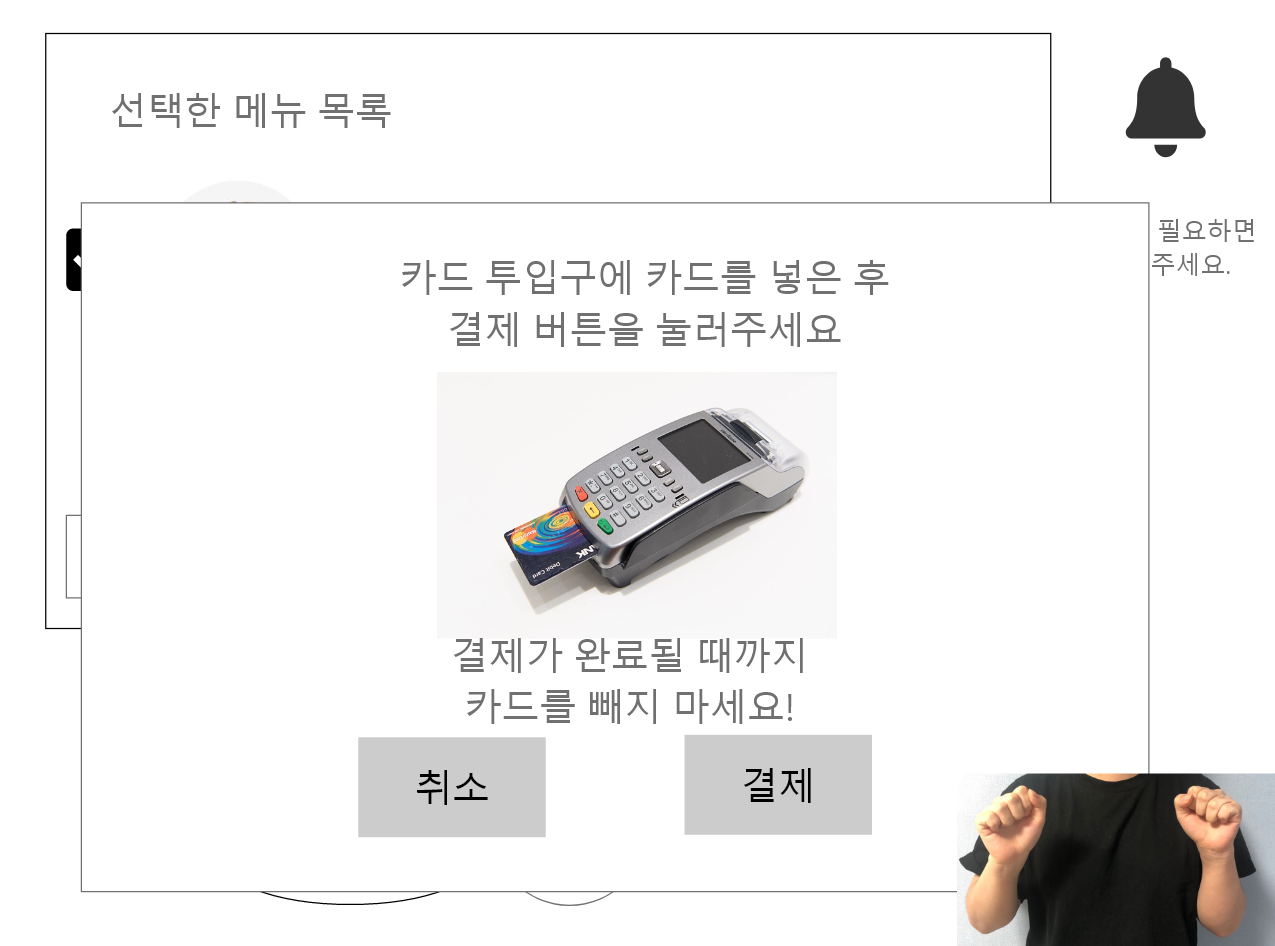 선택한 메뉴 목록
필요하면
주세요.
카드 투입구에 카드를 넣은 후
결제 버튼을 눌러주세요
Debit Card
결제가 완료될 때까지
카드를 빼지 마세요!
취소
결제